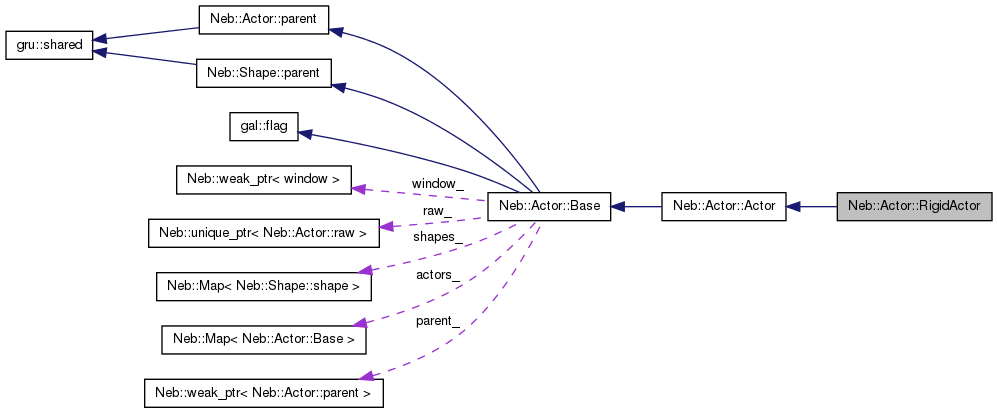 Neb::Actor::parent
gru::shared
Neb::Shape::parent
gal::flag
Neb::weak_ptr< window >
window_
Neb::Actor::Base
Neb::Actor::Actor
Neb::Actor::RigidActor
raw_
Neb::unique_ptr< Neb::Actor::raw >
shapes_
Neb::Map< Neb::Shape::shape >
actors_
Neb::Map< Neb::Actor::Base >
parent_
Neb::weak_ptr< Neb::Actor::parent >